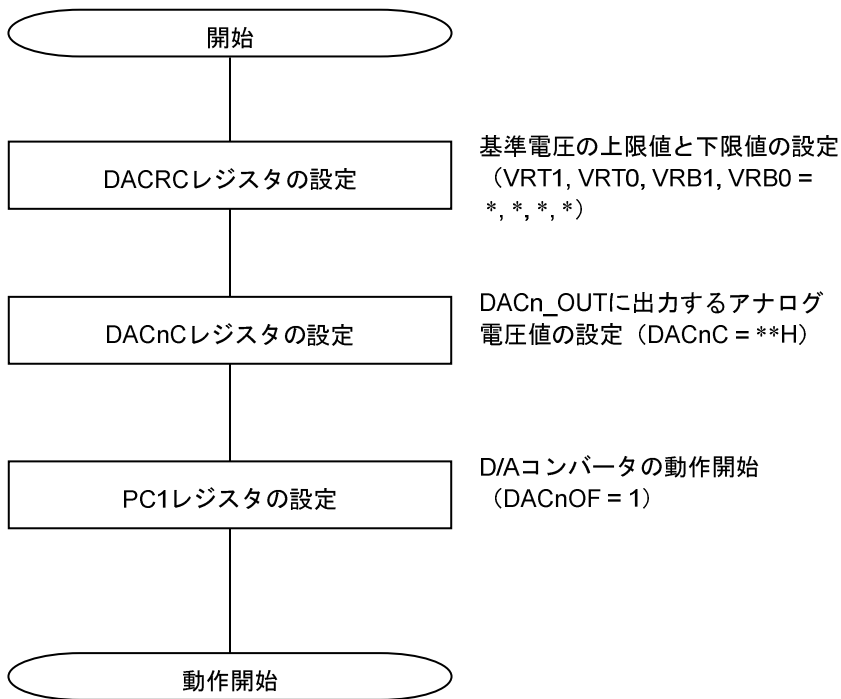 開始
DACRCレジスタの設定
基準電圧の上限値と下限値の設定
（VRT1, VRT0, VRB1, VRB0 =
*, *, *, *）
DACnCレジスタの設定
DACn_OUTに出力するアナログ
電圧値の設定（DACnC = **H）
PC1レジスタの設定
D/Aコンバータの動作開始
（DACnOF = 1）
動作開始